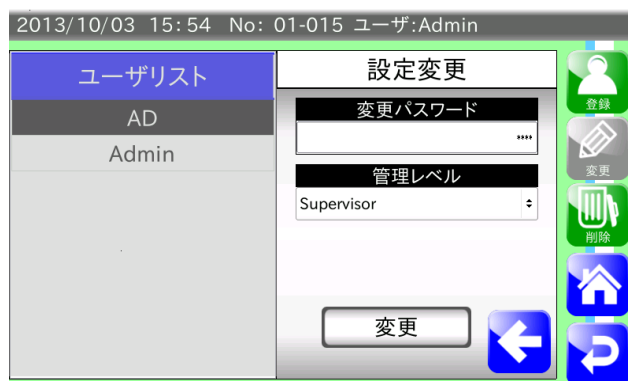 2013/10/03 15:54 No: 01-015 ユーザ:Admin
ユーザリスト
AD
Admin
設定変更
変更パスワード
****
管理レベル
Supervisor
変更
登録
変更
削除